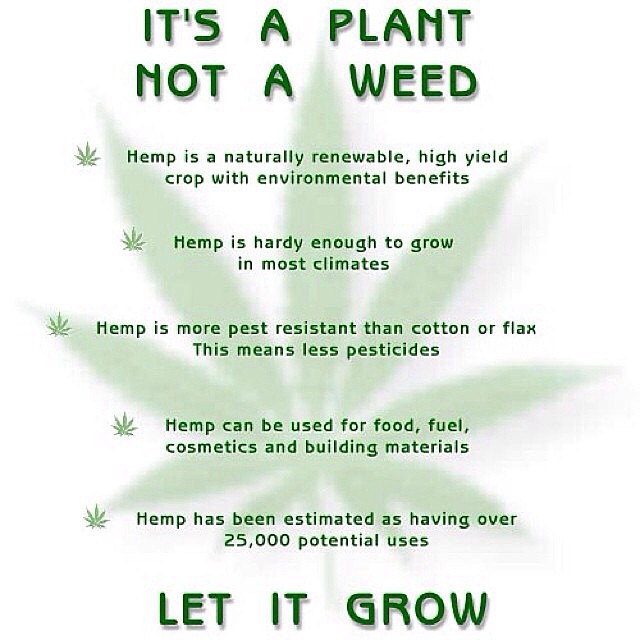 IT'S A PLANT
NOT A WEED
Hemp is a naturally renewable, high yield
crop with environmental benefits
Hemp is hardy enough to grow
in most climates
Hemp is more pest resistant than cotton or flax
This means less pesticides
Hemp can be used for food, fuel,
cosmetics and building materials
Hemp has been estimated as having over
25,000 potential uses
LET IT GROW